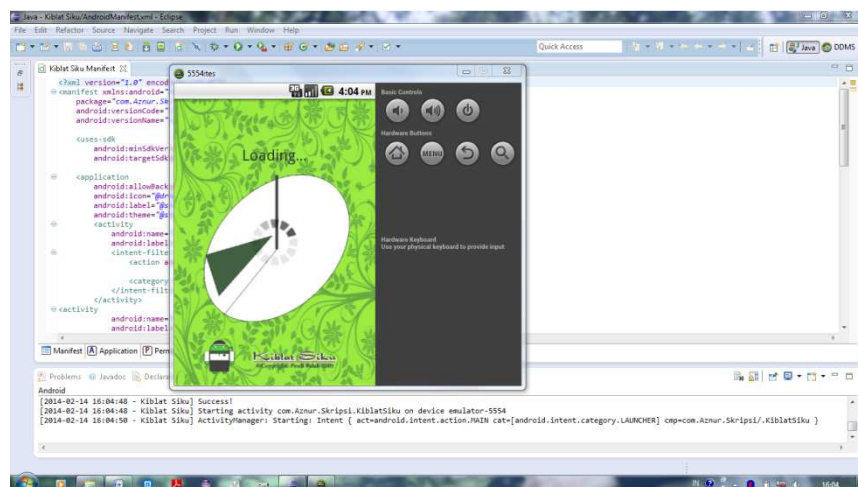 Java - Kiblat Siku/AndroidManifest.xml - Eclipse
File Edit Refactor Source Navigate Search Project Run Window Help
Quick Access
Java
DDMS
Kiblat Siku Manifest
<?xml version="1.0" encod
<manifest xmlns:android="
package="com.Aznur.Sk
android:versionCode="
android:versionName="
<uses-sdk
android:minSdkVer
android:targetSdk
<application
android:allowBack
android:icon="@dr
android:label="@s
android:theme="@s
<activity
android:name=
android:label
<intent-filte
<action a
<category
</intent-filt
</activity>
<activity
android:name=
android:label
5554:tes
3G
4:04 PM
Loading...
Kiblat Siku
Basic Controls
Hardware Buttons
MENU
Hardware Keyboard
Use your physical keyboard to provide input
Manifest A Application P Perm
Problems @ Javadoc Declara
Android
[2014-02-14 16:04:48 - Kiblat Siku] Success!
[2014-02-14 16:04:48 - Kiblat Siku] Starting activity com.Aznur.Skripsi.KiblatSiku on device emulator-5554
[2014-02-14 16:04:50 - Kiblat Siku] ActivityManager: Starting: Intent { act=android.intent.action.MAIN cat=[android.intent.category.LAUNCHER] cmp=com.Aznur.Skripsi/.KiblatSiku }
IN
16:04